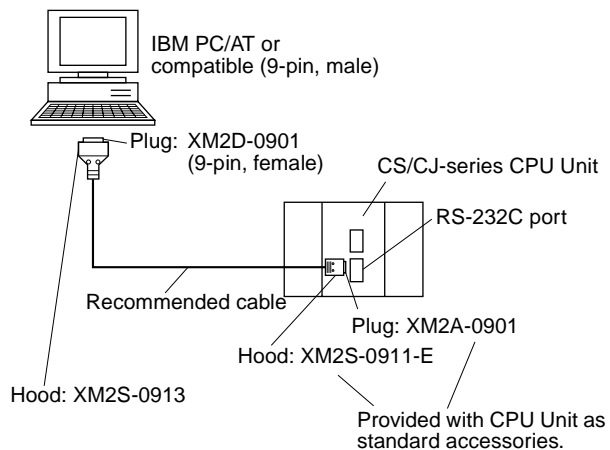 IBM PC/AT or
compatible (9-pin, male)
Plug: XM2D-0901
(9-pin, female)
CS/CJ-series CPU Unit
RS-232C port
Recommended cable
Plug: XM2A-0901
Hood: XM2S-0911-E
Hood: XM2S-0913
Provided with CPU Unit as
standard accessories.